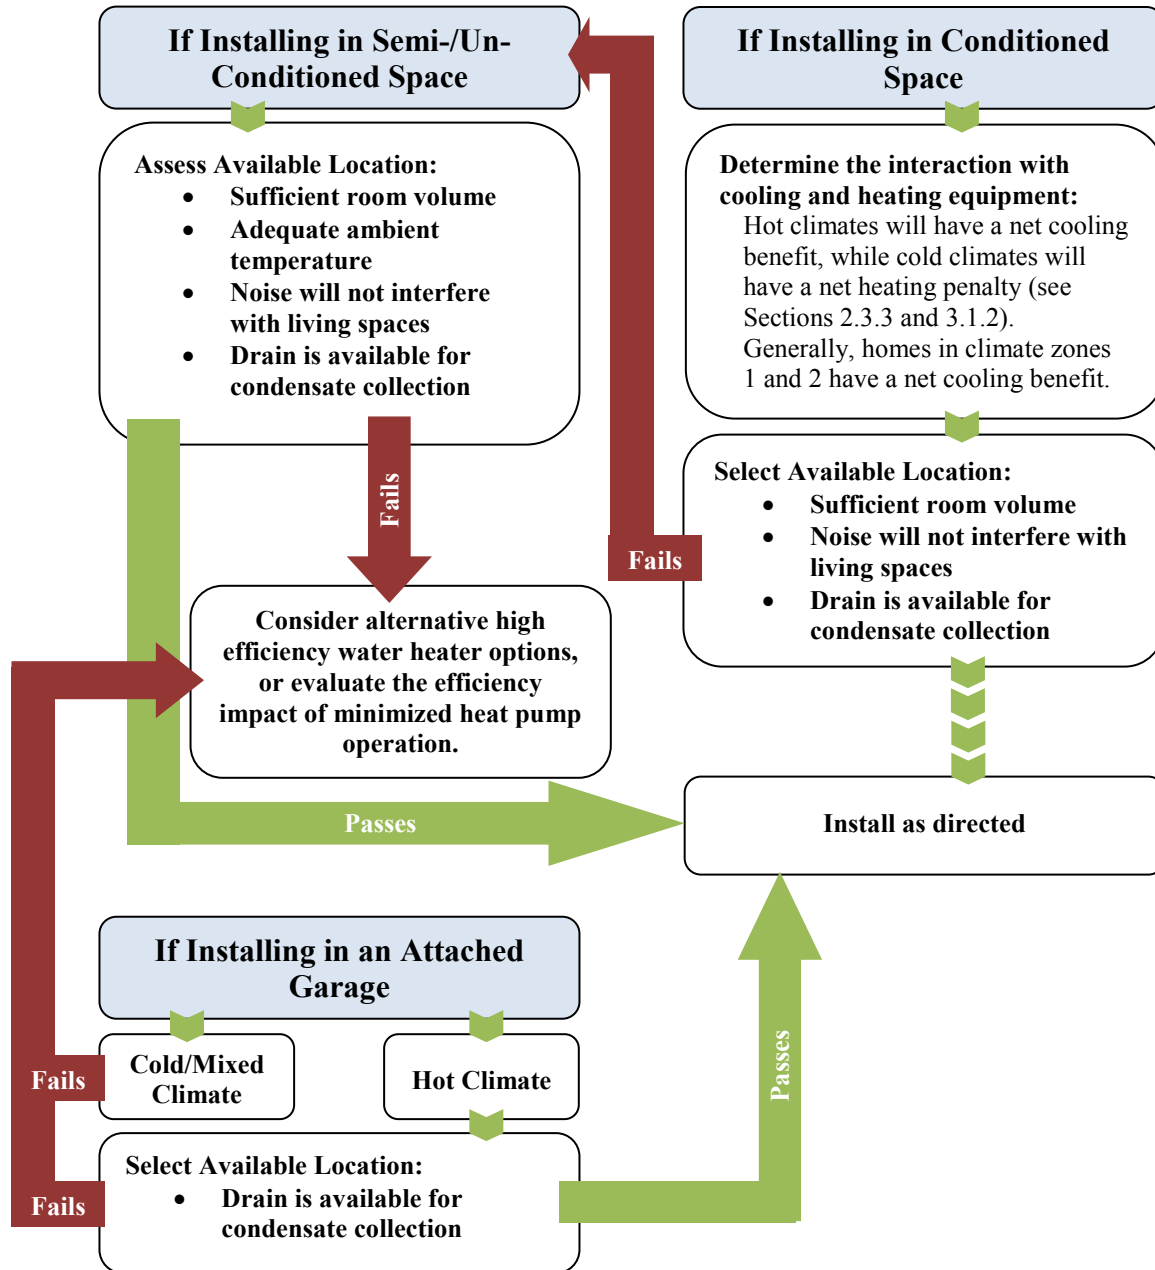 If Installing in Semi-/Un-
Conditioned Space
Assess Available Location:
• Sufficient room volume
• Adequate ambient
temperature
• Noise will not interfere
with living spaces
• Drain is available for
condensate collection
Fails
Consider alternative high
efficiency water heater options,
or evaluate the efficiency
impact of minimized heat pump
operation.
Passes
If Installing in Conditioned
Space
Determine the interaction with
cooling and heating equipment:
Hot climates will have a net cooling
benefit, while cold climates will
have a net heating penalty (see
Sections 2.3.3 and 3.1.2).
Generally, homes in climate zones
1 and 2 have a net cooling benefit.
Select Available Location:
• Sufficient room volume
• Noise will not interfere with
living spaces
• Drain is available for
condensate collection
Fails
Install as directed
If Installing in an Attached
Garage
Cold/Mixed
Climate
Fails
Hot Climate
Select Available Location:
• Drain is available for
condensate collection
Fails
Passes